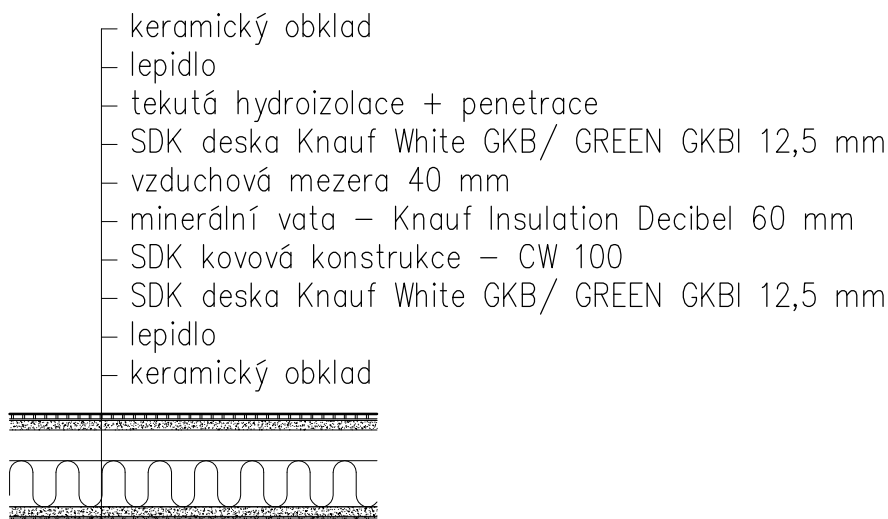 keramický obklad
lepidlo
tekutá hydroizolace + penetrace
SDK deska Knauf White GKB/ GREEN GKBI 12,5 mm
vzduchová mezera 40 mm
minerální vata – Knauf Insulation Decibel 60 mm
SDK kovová konstrukce – CW 100
SDK deska Knauf White GKB/ GREEN GKBI 12,5 mm
lepidlo
keramický obklad